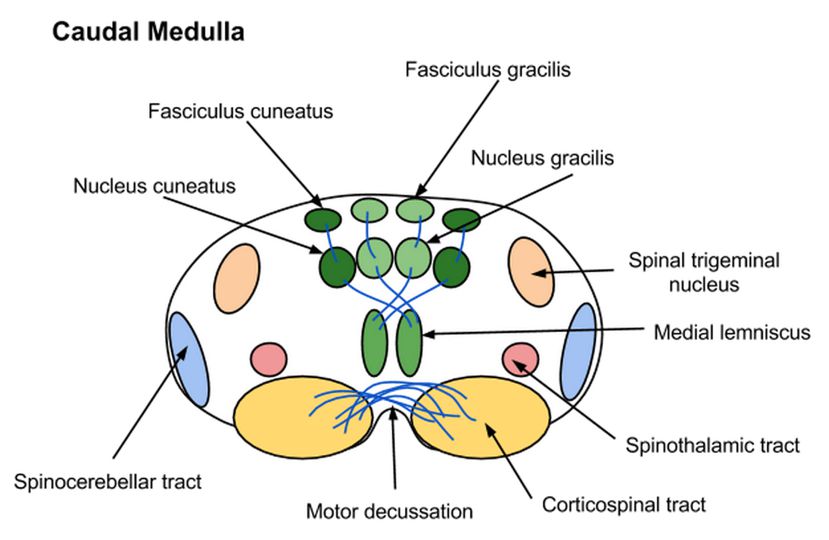 Caudal Medulla
Fasciculus gracilis
Fasciculus cuneatus
Nucleus gracilis
Nucleus cuneatus
Spinal trigeminal
nucleus
Medial lemniscus
Spinothalamic tract
Spinocerebellar tract
Corticospinal tract
Motor decussation